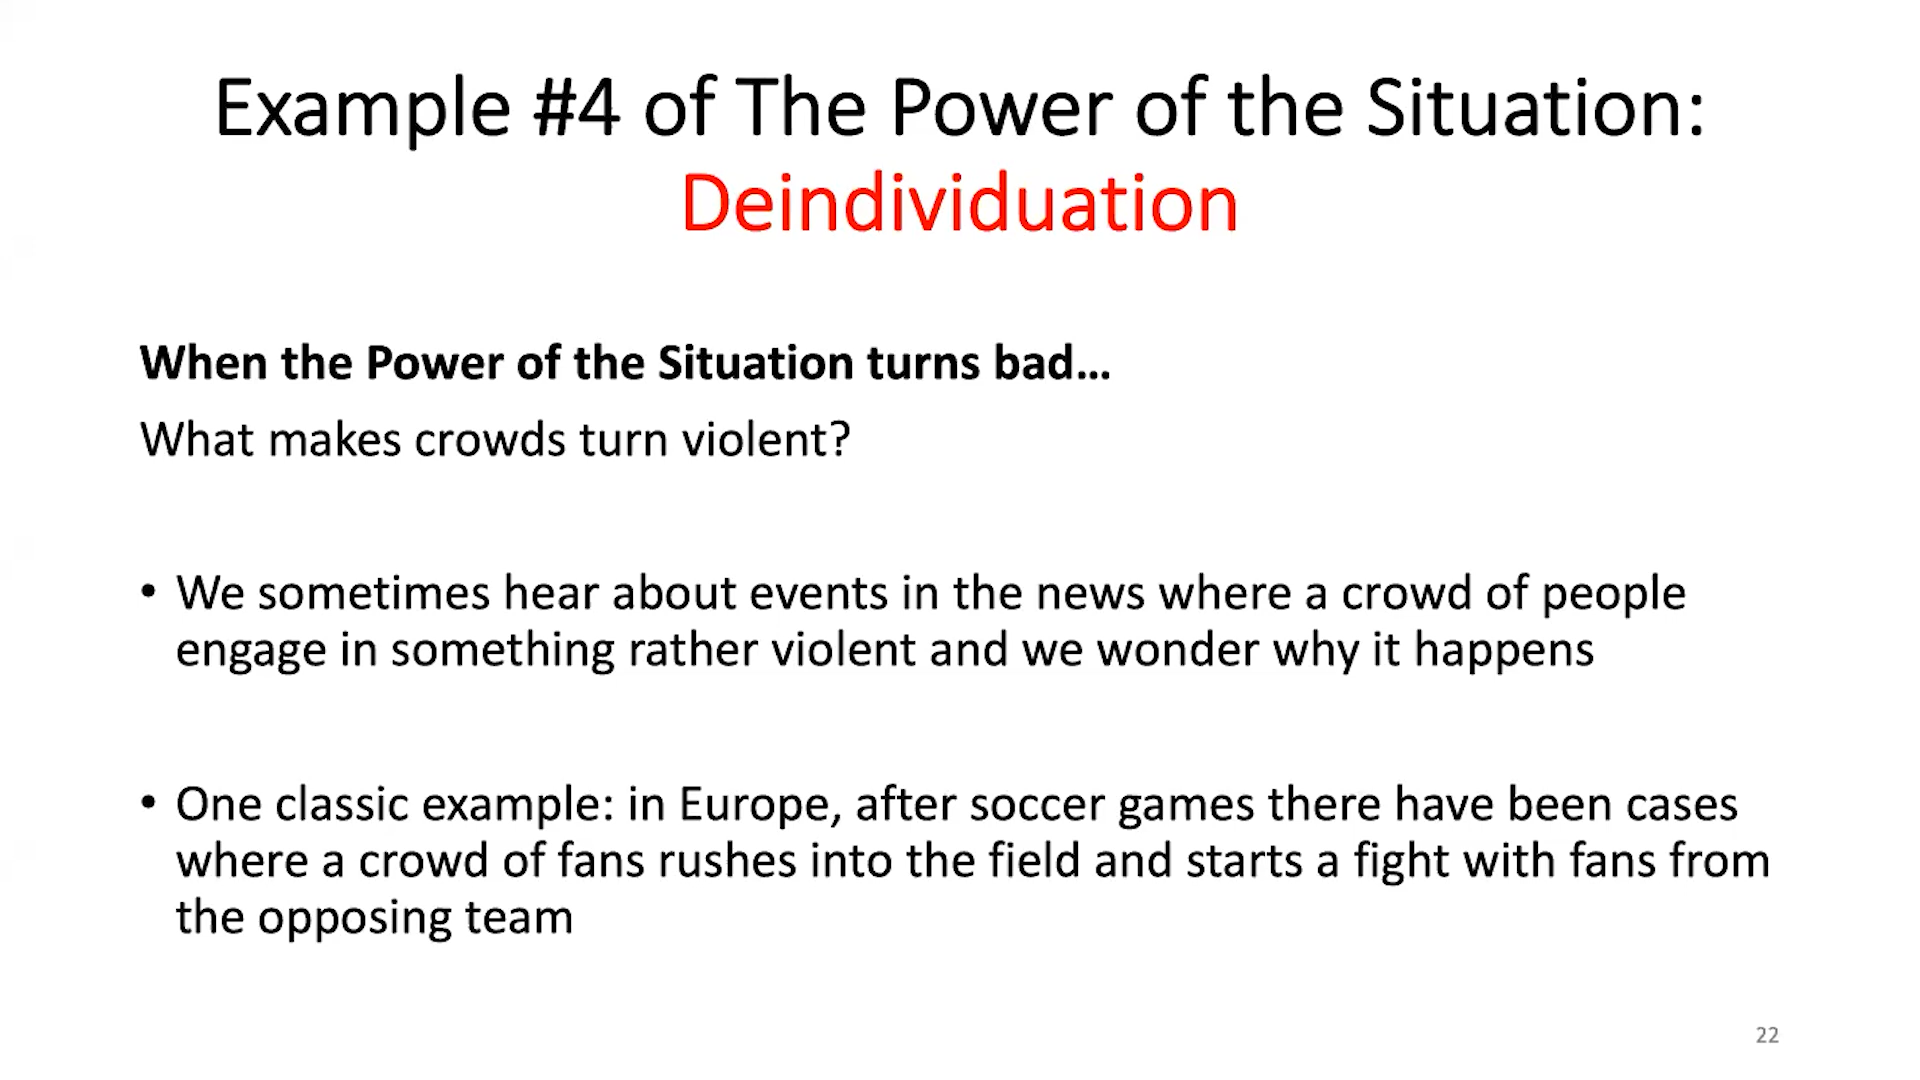 Example #4 of The Power of the Situation:
Deindividuation
When the Power of the Situation turns bad…
What makes crowds turn violent?
• We sometimes hear about events in the news where a crowd of people
engage in something rather violent and we wonder why it happens
• One classic example: in Europe, after soccer games there have been cases
where a crowd of fans rushes into the field and starts a fight with fans from
the opposing team
22